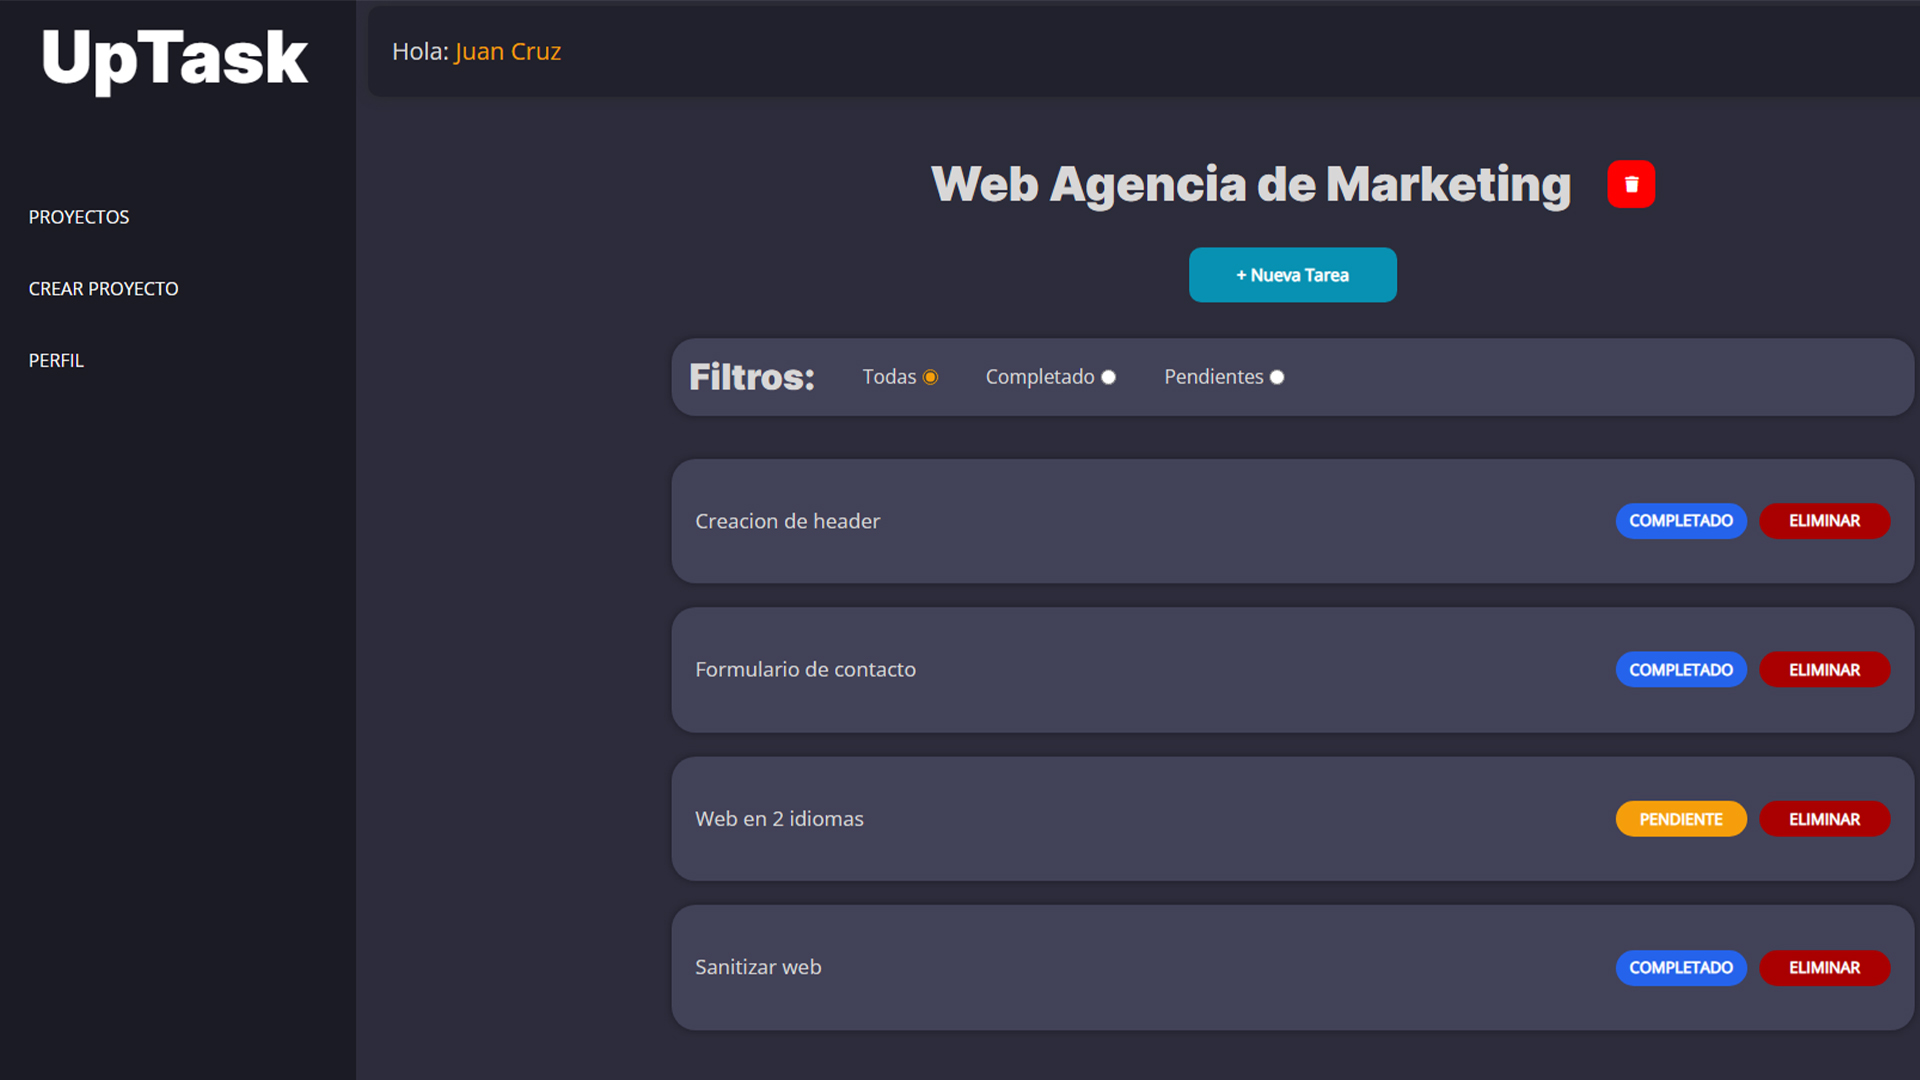 UpTask
Hola: Juan Cruz
PROYECTOS
CREAR PROYECTO
PERFIL
Web Agencia de Marketing
+ Nueva Tarea
Filtros: Todas Completado Pendientes
Creacion de header COMPLETADO ELIMINAR
Formulario de contacto COMPLETADO ELIMINAR
Web en 2 idiomas PENDIENTE ELIMINAR
Sanitizar web COMPLETADO ELIMINAR